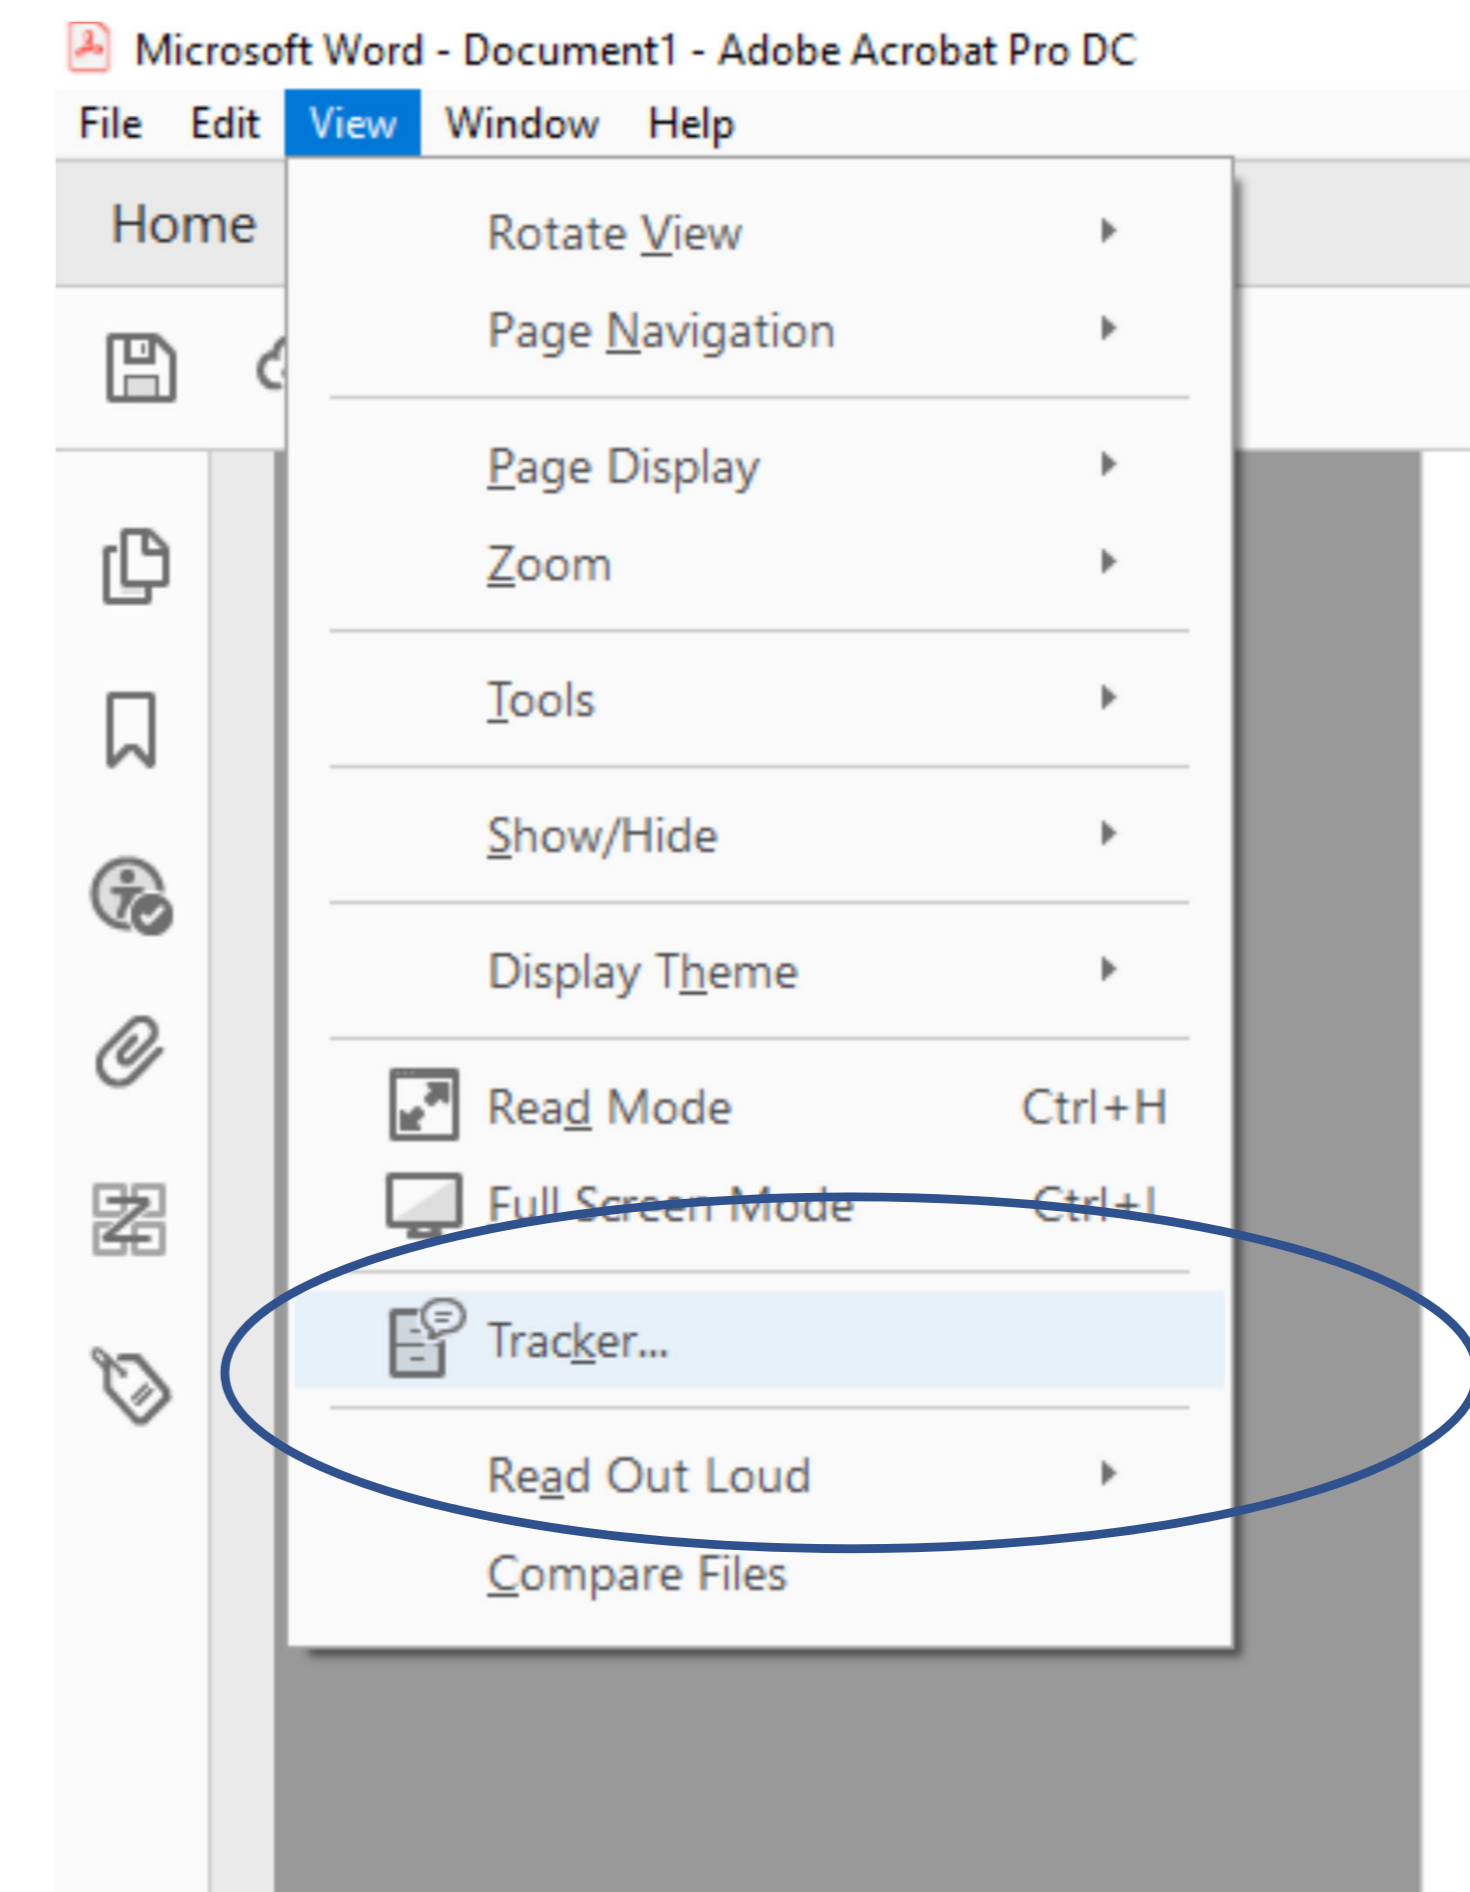 Microsoft Word - Document1 - Adobe Acrobat Pro DC
File Edit View Window Help
Home
Rotate View
Page Navigation
Page Display
Zoom
Tools
Show/Hide
Display Theme
Read Mode Ctrl+H
Full Screen Mode Ctrl+L
Tracker...
Read Out Loud
Compare Files